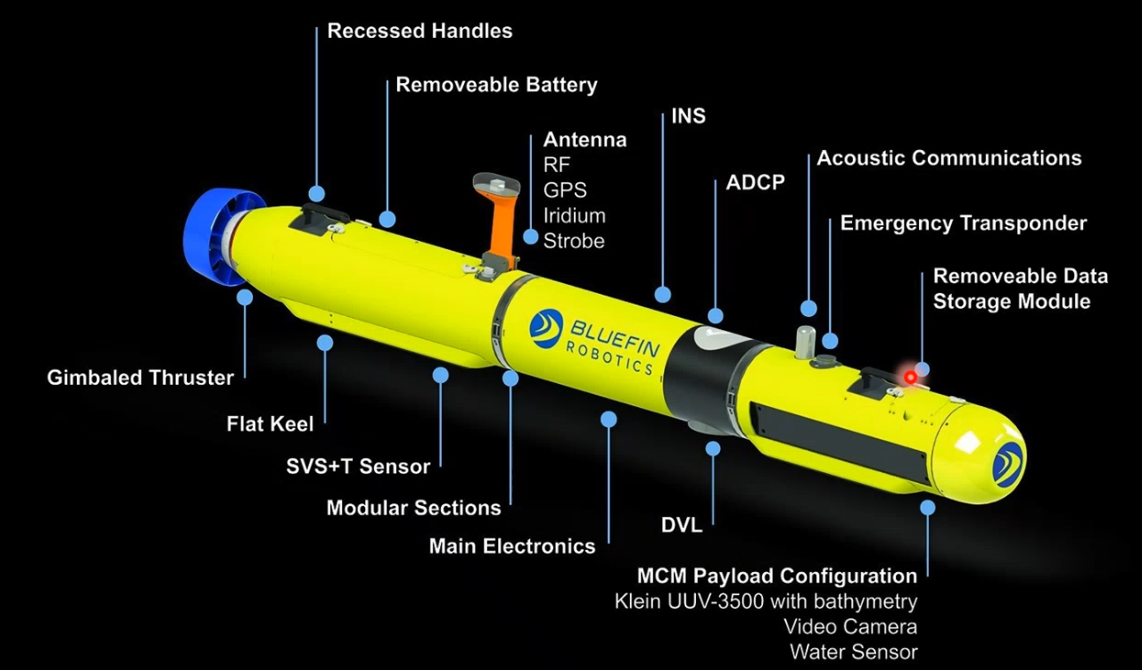 Recessed Handles
Removeable Battery
Antenna
RF
GPS
Iridium
Strobe
INS
ADCP
Acoustic Communications
Emergency Transponder
Removeable Data
Storage Module
BLUEFIN
ROBOTICS
Gimbaled Thruster
Flat Keel
SVS+T Sensor
Modular Sections
Main Electronics
DVL
MCM Payload Configuration
Klein UUV-3500 with bathymetry
Video Camera
Water Sensor